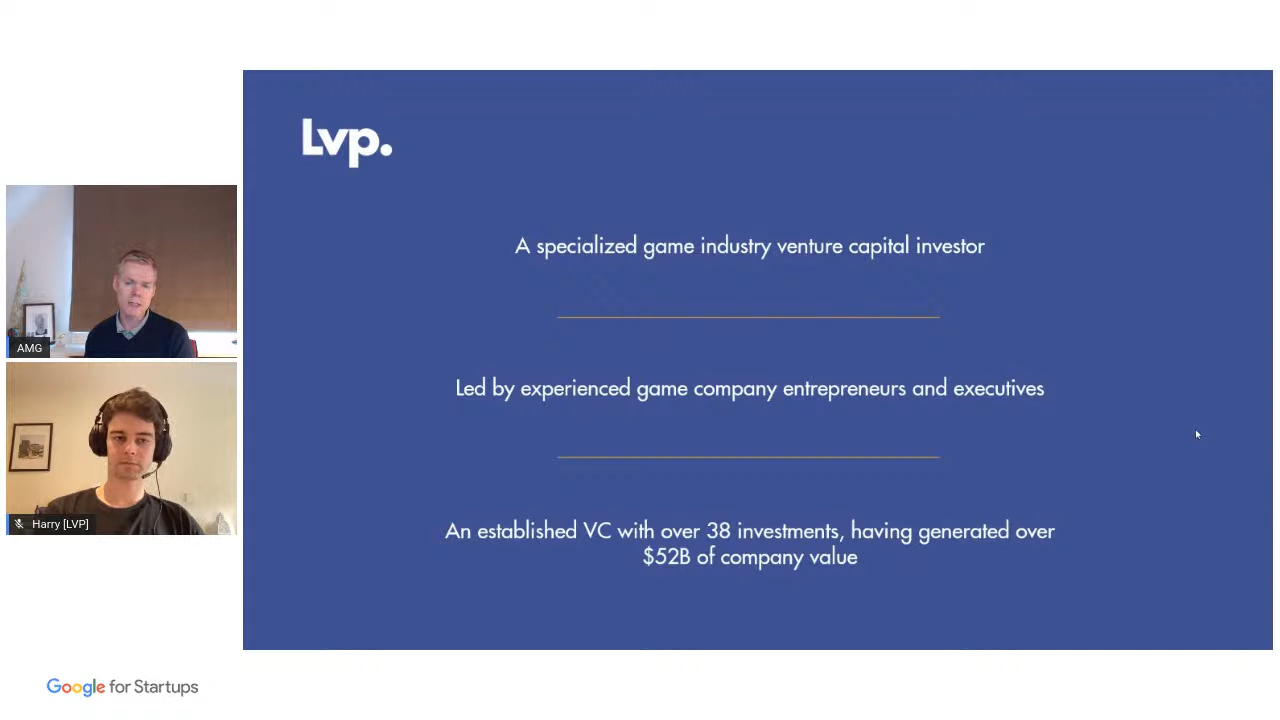 Lvp.
A specialized game industry venture capital investor
Led by experienced game company entrepreneurs and executives
An established VC with over 38 investments, having generated over
$52B of company value
AMG
Harry [LVP]
Google for Startups